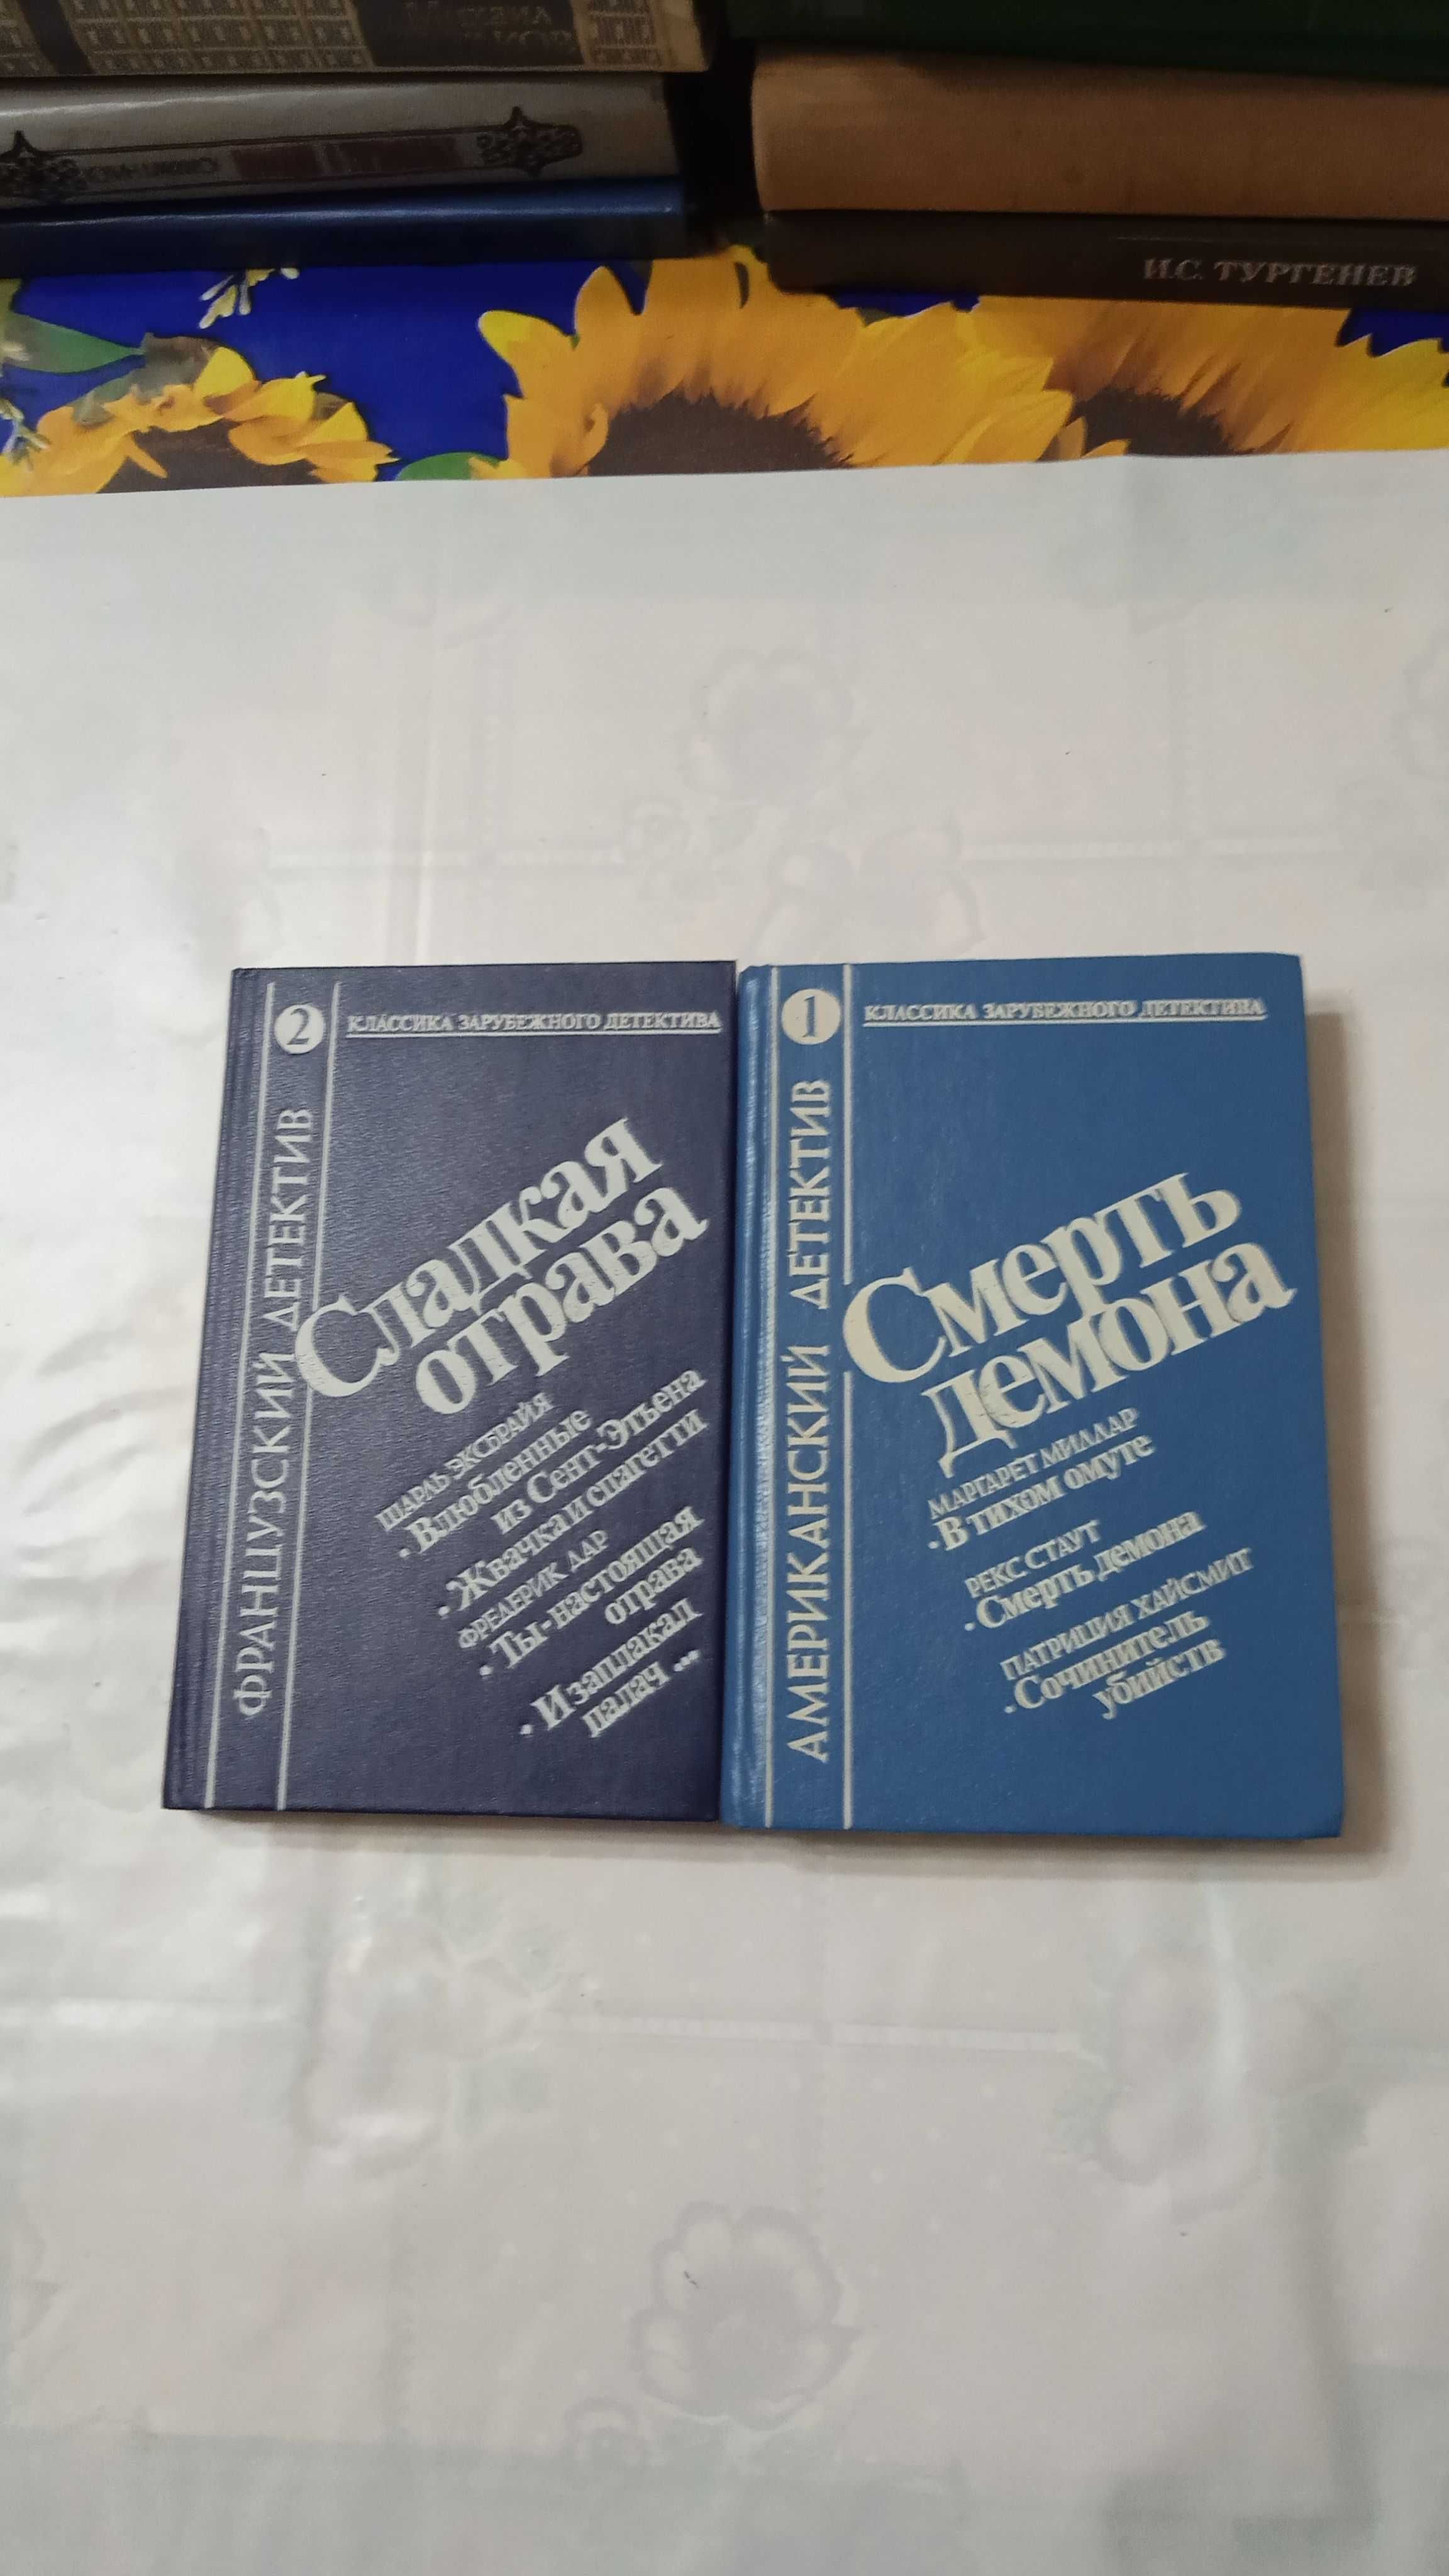 И.С. ТУРГЕНЕВ
2
КЛАССИКА ЗАРУБЕЖНОГО ДЕТЕКТИВА
ФРАНЦУЗСКИЙ ДЕТЕКТИВ
Сладкая
отрава
ШАРЛЬ ЭКСБРАЙЯ
• Влюбленные
из Сент-Этьена
• Жвачка и спагетти
ФРЕДЕРИК ДАР
• Ты-настоящая
отрава
• И заплакал
палач ...
1
КЛАССИКА ЗАРУБЕЖНОГО ДЕТЕКТИВА
АМЕРИКАНСКИЙ ДЕТЕКТИВ
Смерть
демона
МАРГАРЕТ МИЛЛАР
• В тихом омуте
РЕКС СТАУТ
• Смерть демона
ПАТРИЦИЯ ХАЙСМИТ
• Сочинитель
убийств